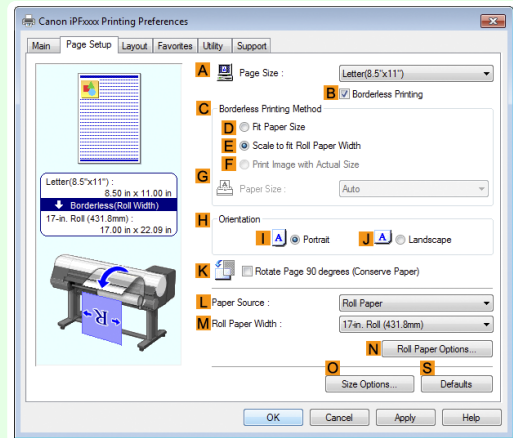 Canon iPFxxxx Printing Preferences
Main Page Setup Layout Favorites Utility Support
A Page Size : Letter(8.5"x11")
B Borderless Printing
C Borderless Printing Method
D Fit Paper Size
E Scale to fit Roll Paper Width
F Print Image with Actual Size
G Paper Size : Auto
Letter(8.5"x11") :
8.50 in x 11.00 in
Borderless(Roll Width)
17-in. Roll (431.8mm) :
17.00 in x 22.09 in
H Orientation
I A Portrait J A Landscape
K Rotate Page 90 degrees (Conserve Paper)
R
L Paper Source : Roll Paper
M Roll Paper Width : 17-in. Roll (431.8mm)
N Roll Paper Options...
O S
Size Options... Defaults
OK Cancel Apply Help